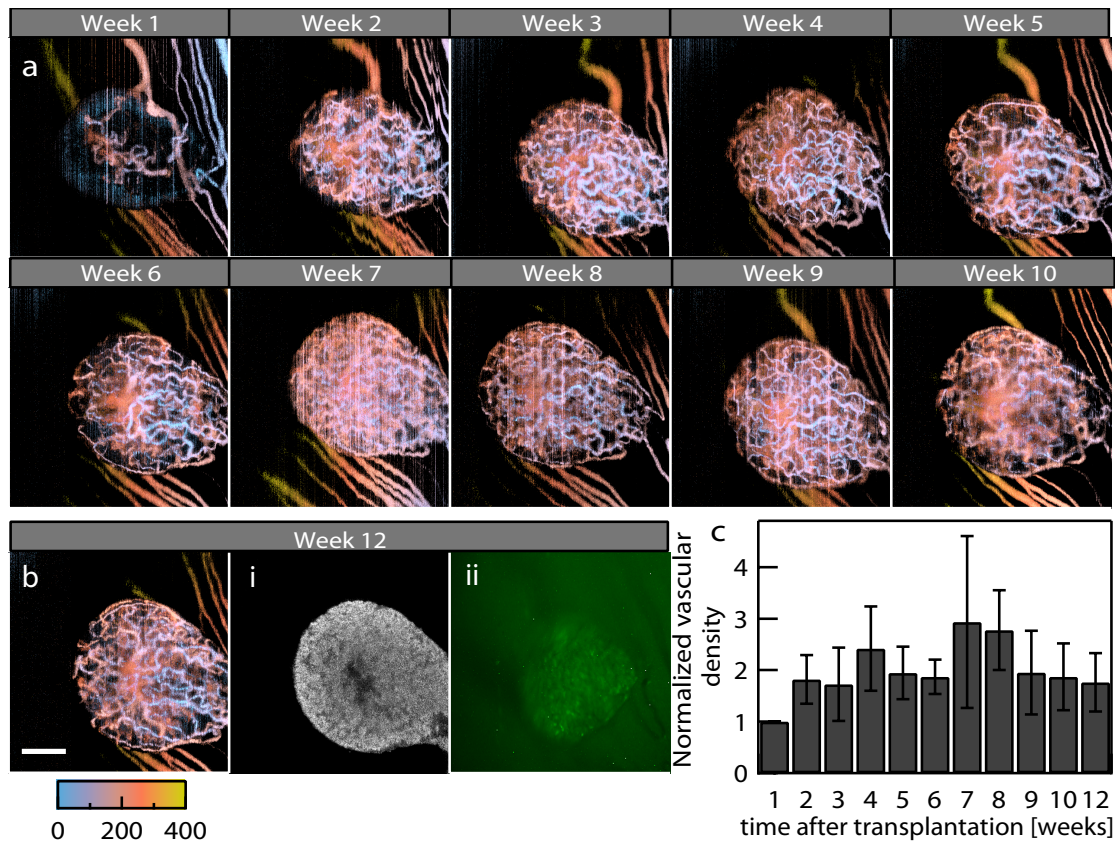 Week 1 Week 2 Week 3 Week 4 Week 5
a
Week 6 Week 7 Week 8 Week 9 Week 10
Week 12
b i ii
0 200 400
c
Normalized vascular
density
4
3
2
1
0
1 2 3 4 5 6 7 8 9 10 12
time after transplantation [weeks]